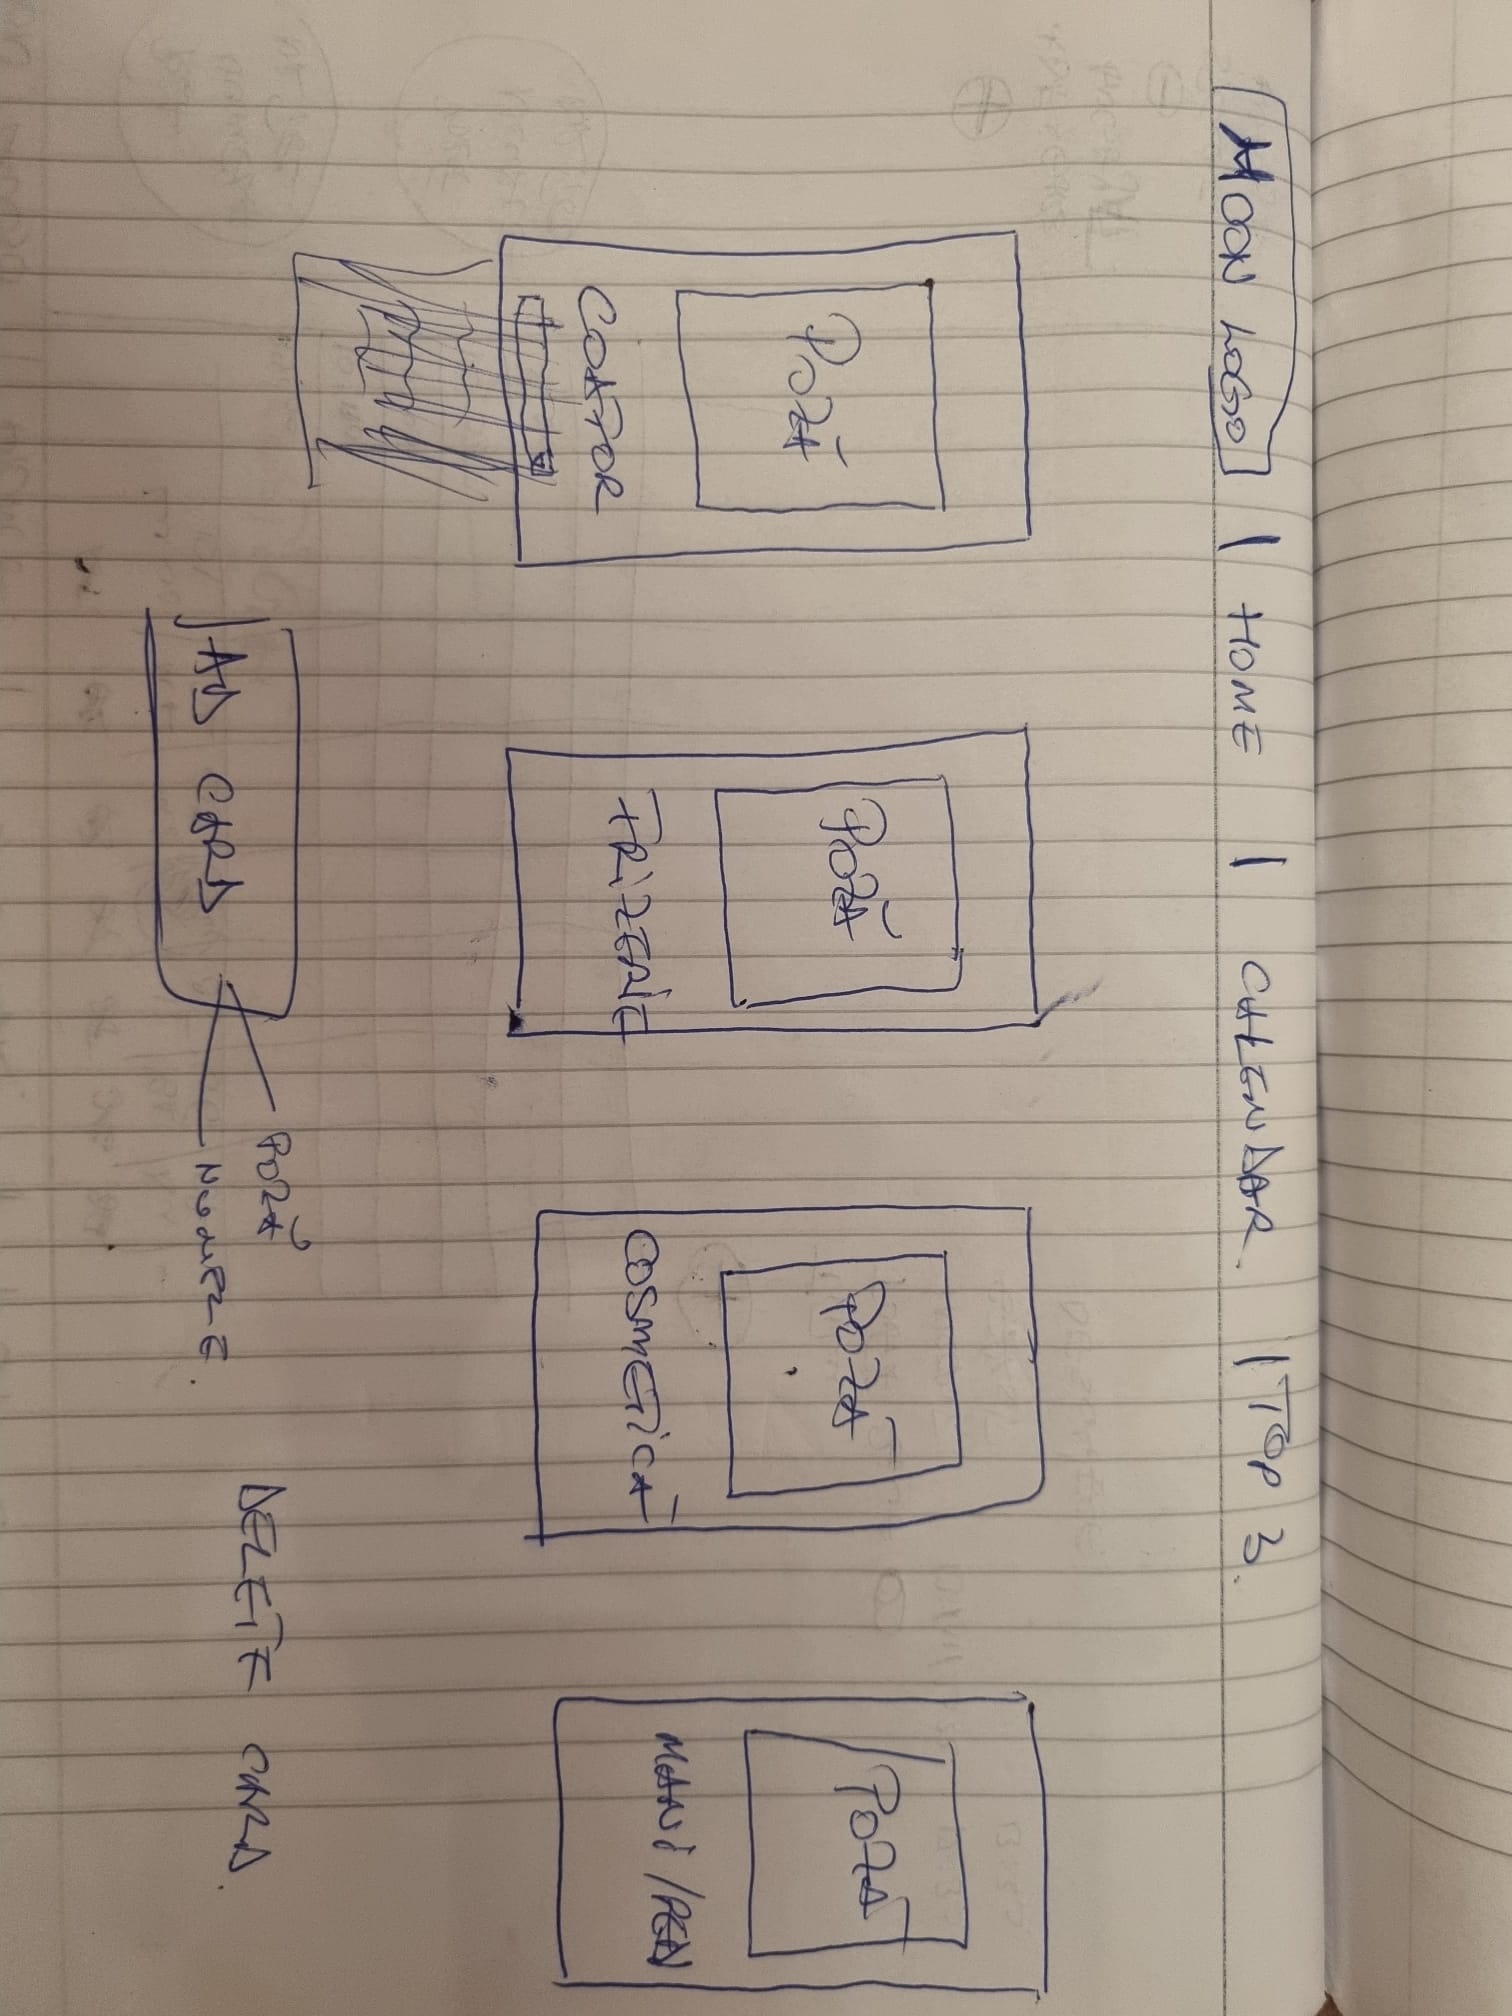 MOON LOGO | HOME | CALENDAR. | TOP 3.
POZĂ POZĂ POZĂ POZĂ
COAFOR FRIZERIE COSMETICĂ MANI/PEDI
AD CARD
POZĂ
NUMELE.
DELETE CARD.